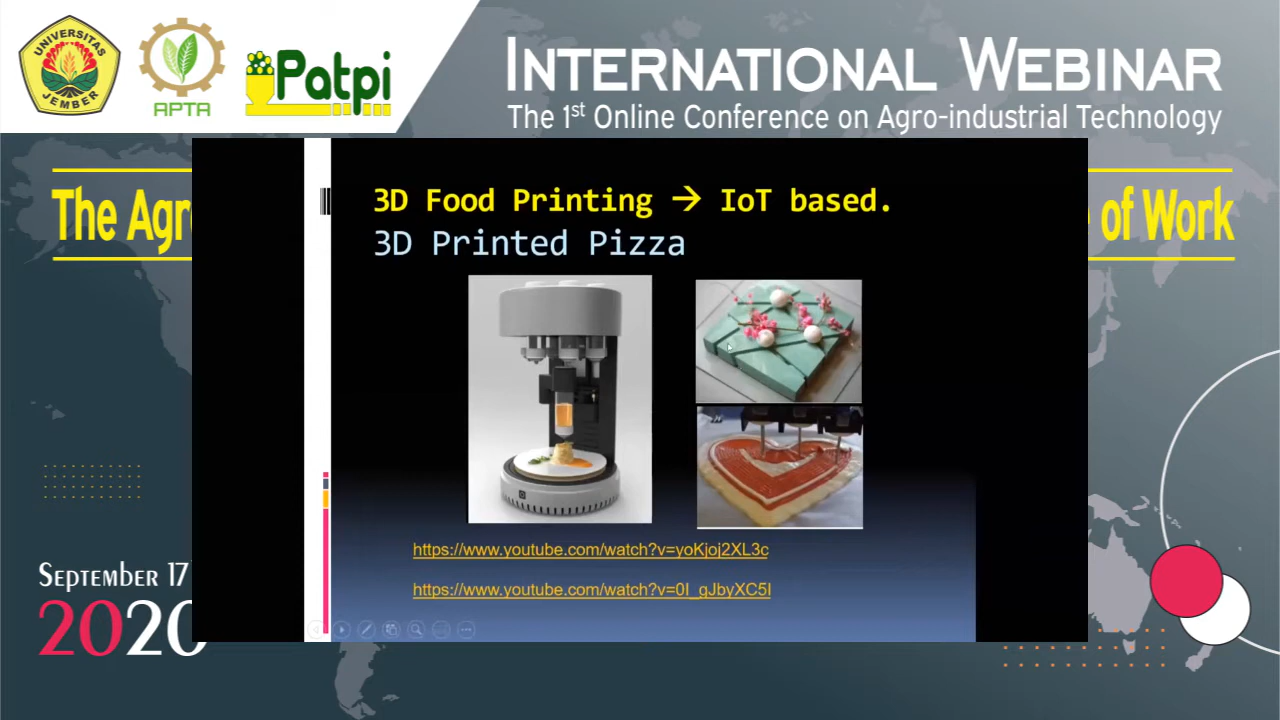 UNIVERSITAS
JEMBER
APTA
Patpi
INTERNATIONAL WEBINAR
The 1st Online Conference on Agro-industrial Technology
The Agr
e of Work
3D Food Printing → IoT based.
3D Printed Pizza
https://www.youtube.com/watch?v=yoKjoj2XL3c
https://www.youtube.com/watch?v=0I_gJbyXC5I
SEPTEMBER 17
2020